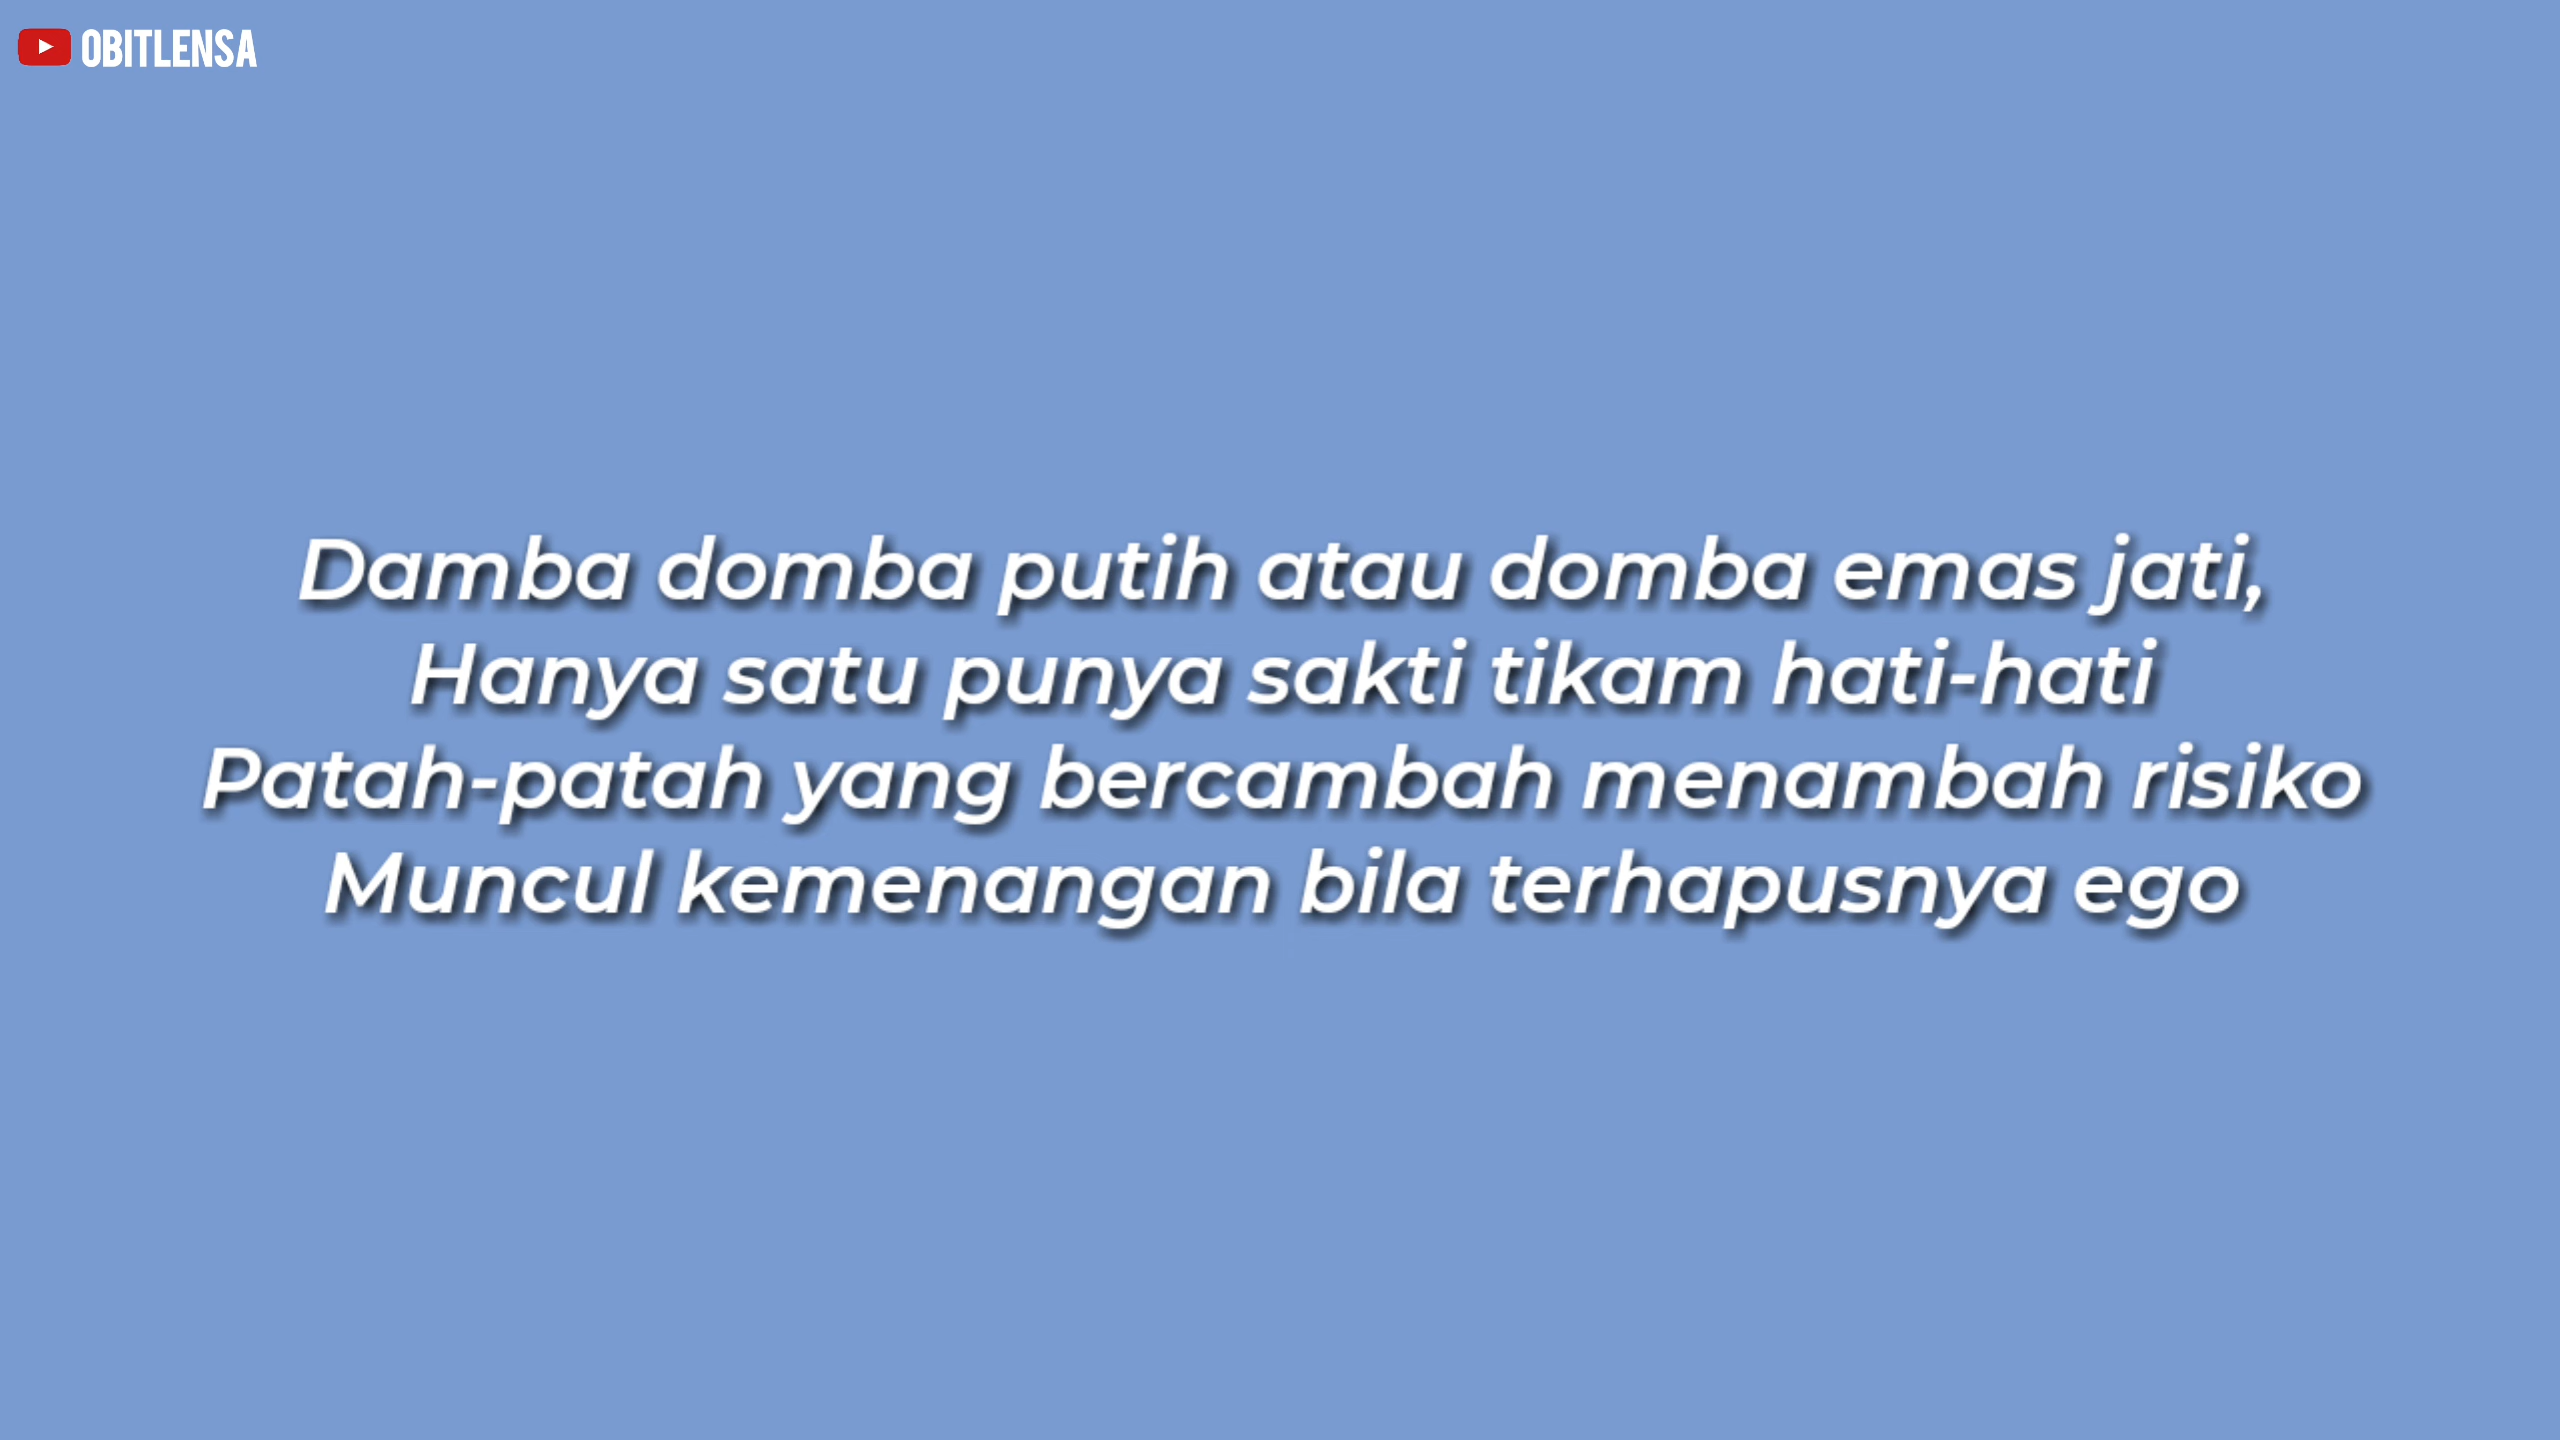 OBITLENSA
Damba domba putih atau domba emas jati,
Hanya satu punya sakti tikam hati-hati
Patah-patah yang bercambah menambah risiko
Muncul kemenangan bila terhapusnya ego